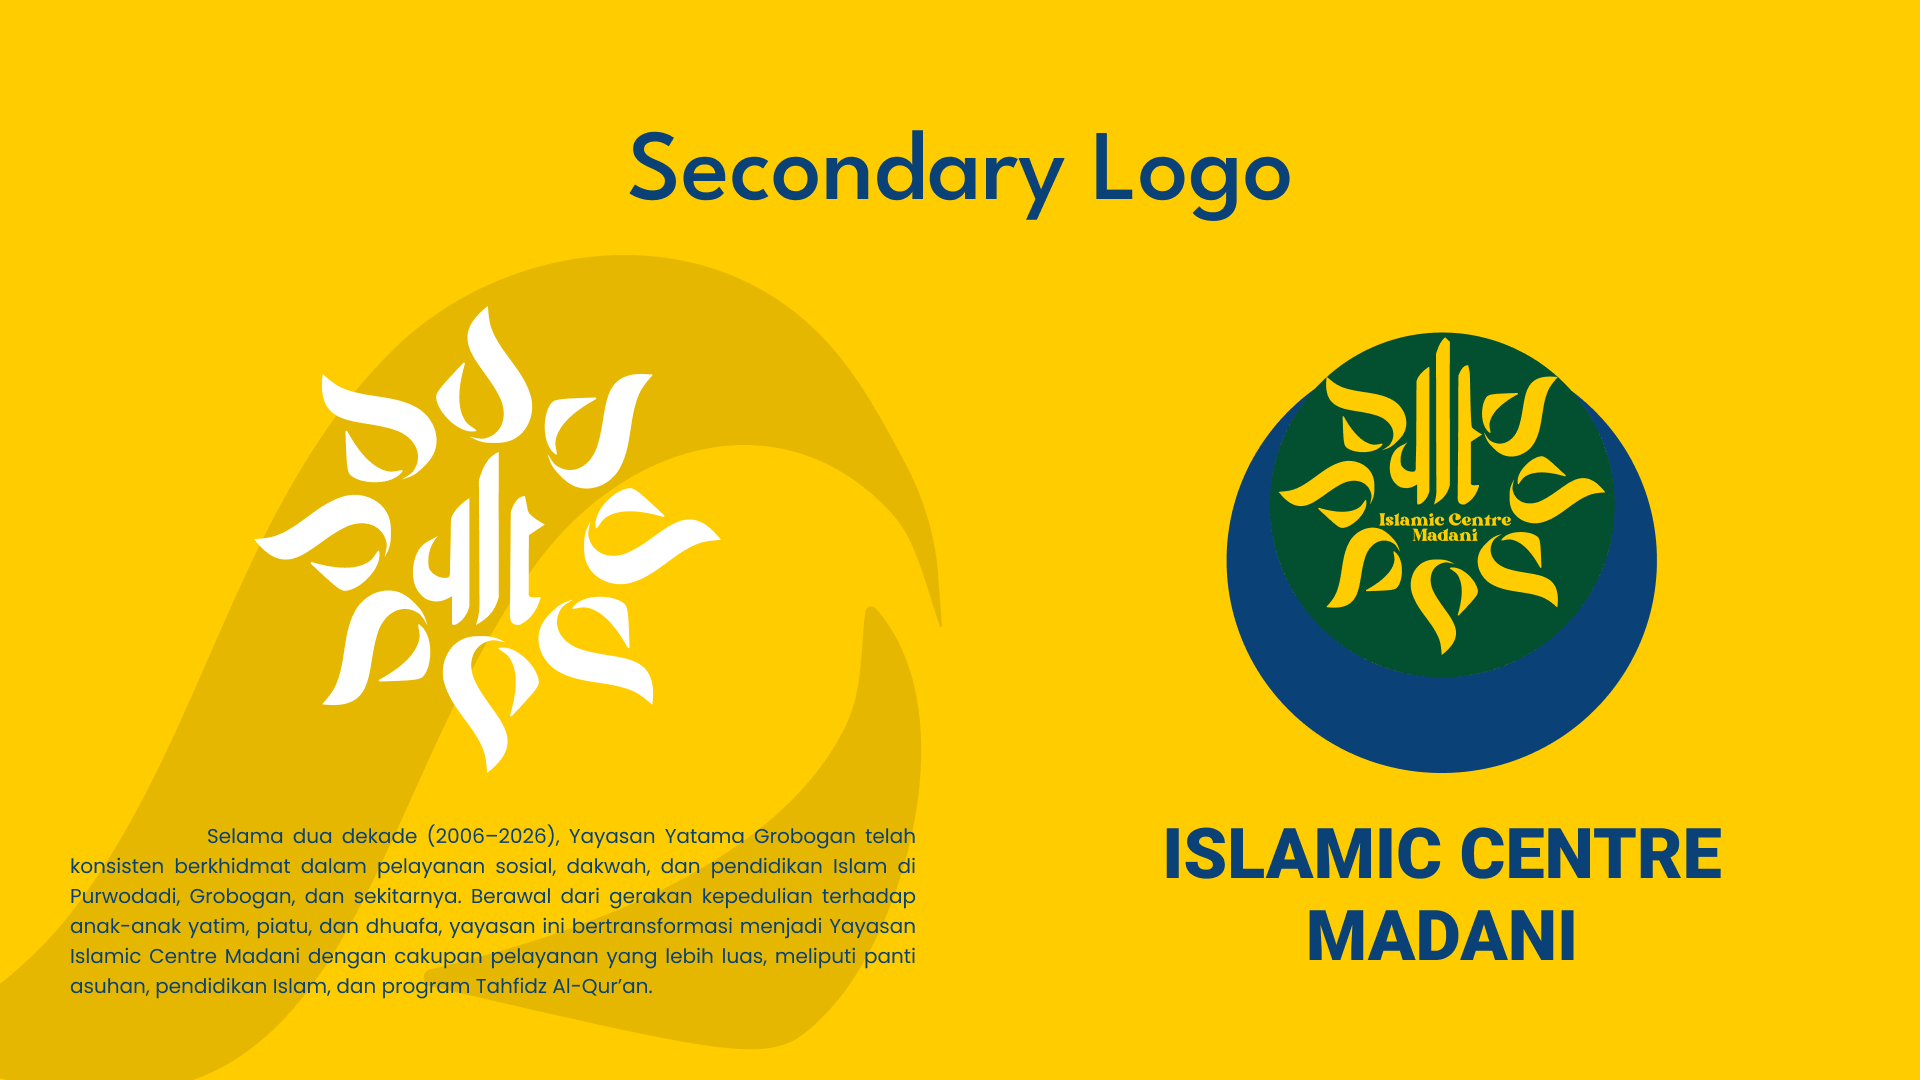 Secondary Logo
Islamic Centre
Madani
Selama dua dekade (2006–2026), Yayasan Yatama Grobogan telah
konsisten berkhidmat dalam pelayanan sosial, dakwah, dan pendidikan Islam di
Purwodadi, Grobogan, dan sekitarnya. Berawal dari gerakan kepedulian terhadap
anak-anak yatim, piatu, dan dhuafa, yayasan ini bertransformasi menjadi Yayasan
Islamic Centre Madani dengan cakupan pelayanan yang lebih luas, meliputi panti
asuhan, pendidikan Islam, dan program Tahfidz Al-Qur’an.
ISLAMIC CENTRE
MADANI